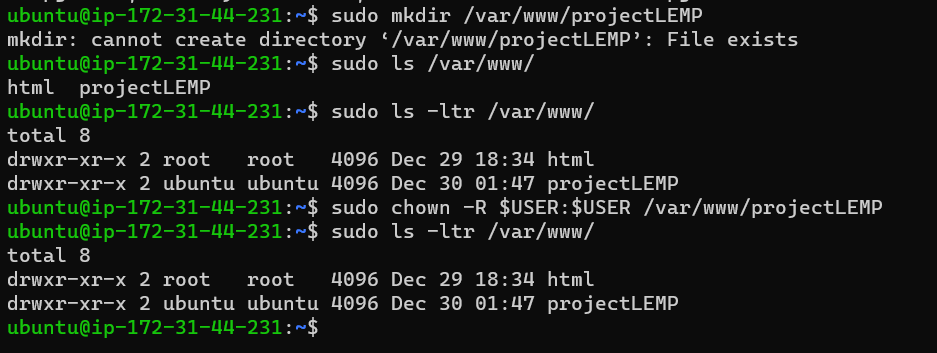 ubuntu@ip-172-31-44-231:~$ sudo mkdir /var/www/projectLEMP
mkdir: cannot create directory ‘/var/www/projectLEMP’: File exists
ubuntu@ip-172-31-44-231:~$ sudo ls /var/www/
html  projectLEMP
ubuntu@ip-172-31-44-231:~$ sudo ls -ltr /var/www/
total 8
drwxr-xr-x 2 root   root   4096 Dec 29 18:34 html
drwxr-xr-x 2 ubuntu ubuntu 4096 Dec 30 01:47 projectLEMP
ubuntu@ip-172-31-44-231:~$ sudo chown -R $USER:$USER /var/www/projectLEMP
ubuntu@ip-172-31-44-231:~$ sudo ls -ltr /var/www/
total 8
drwxr-xr-x 2 root   root   4096 Dec 29 18:34 html
drwxr-xr-x 2 ubuntu ubuntu 4096 Dec 30 01:47 projectLEMP
ubuntu@ip-172-31-44-231:~$